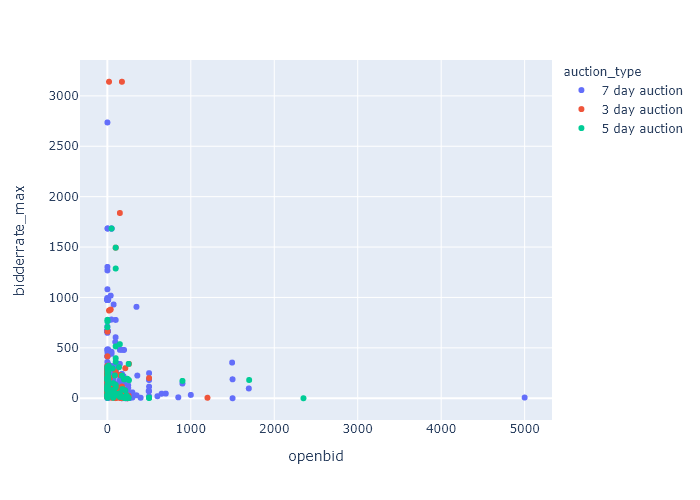 auction_type
7 day auction
3 day auction
5 day auction
3000
2500
2000
1500
1000
500
0
bidderrate_max
0 1000 2000 3000 4000 5000
openbid